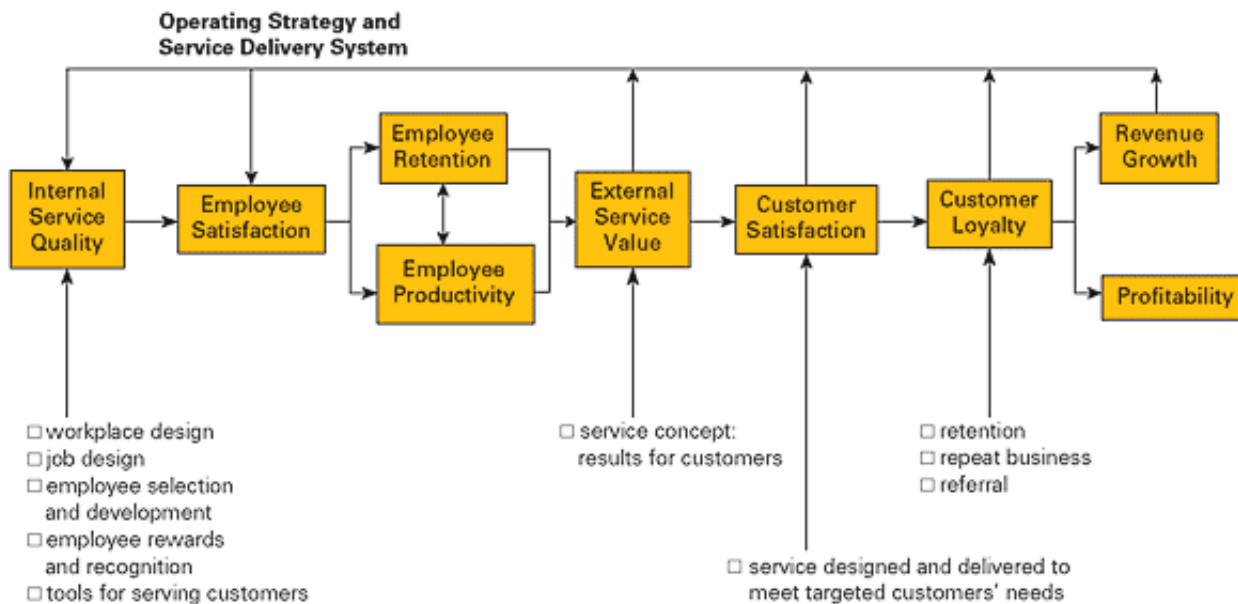 Operating Strategy and
Service Delivery System
Internal
Service
Quality
Employee
Satisfaction
Employee
Retention
Employee
Productivity
External
Service
Value
Customer
Satisfaction
Customer
Loyalty
Revenue
Growth
Profitability
□ workplace design
□ job design
□ employee selection
and development
□ employee rewards
and recognition
□ tools for serving customers
□ service concept:
results for customers
□ service designed and delivered to
meet targeted customers' needs
□ retention
□ repeat business
□ referral